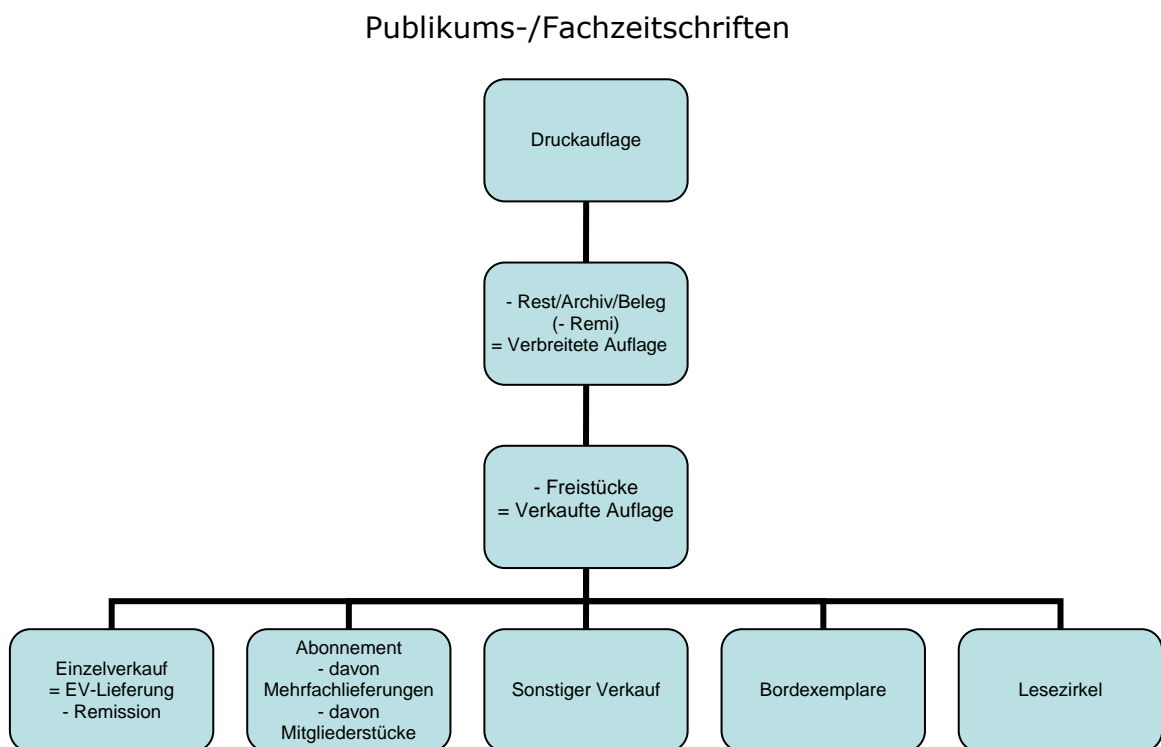 Publikums-/Fachzeitschriften
Druckauflage
- Rest/Archiv/Beleg
(- Remi)
= Verbreitete Auflage
- Freistücke
= Verkaufte Auflage
Einzelverkauf
= EV-Lieferung
- Remission
Abonnement
- davon
Mehrfachlieferungen
- davon
Mitgliederstücke
Sonstiger Verkauf
Bordexemplare
Lesezirkel